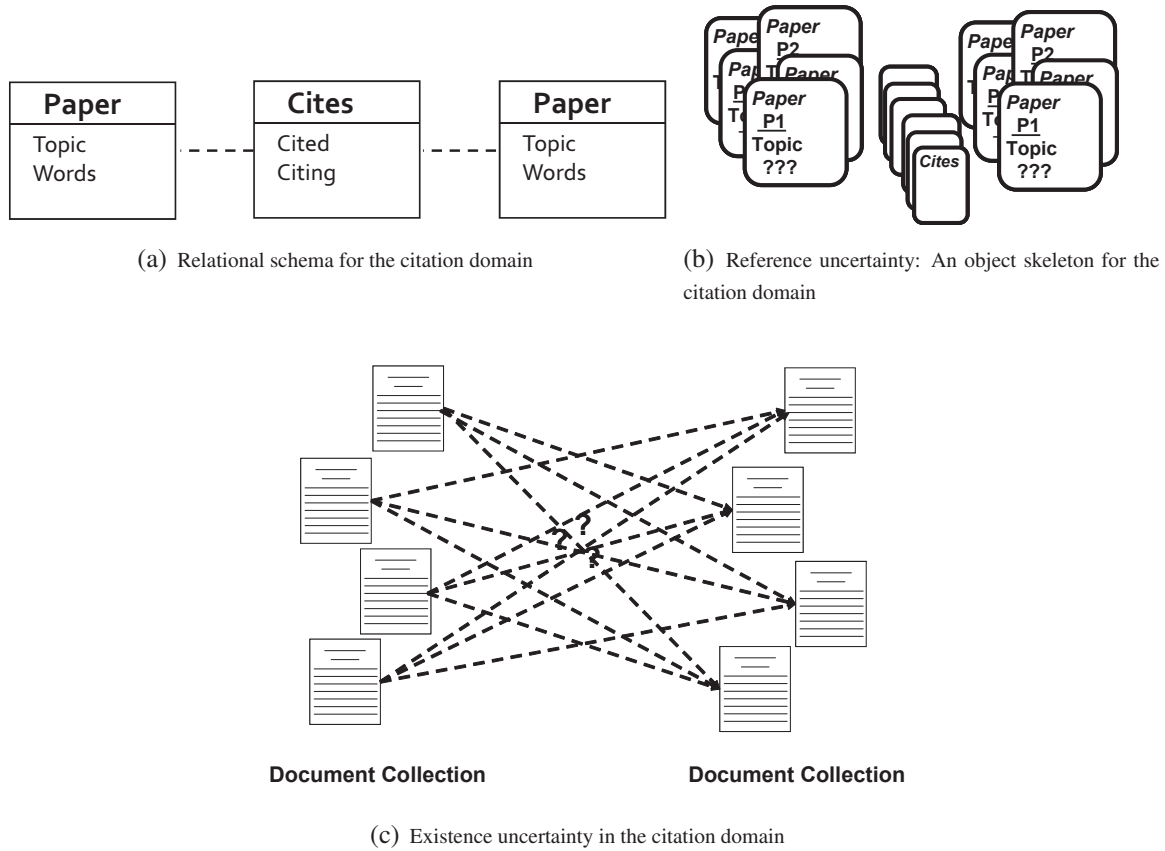 Paper
Topic
Words
Cites
Cited
Citing
Paper
Topic
Words
(a) Relational schema for the citation domain
Paper
P2
Paper
P1
Topic
???
Cites
Paper
P2
Paper
P1
Topic
???
(b) Reference uncertainty: An object skeleton for the
citation domain
? ? ?
Document Collection
Document Collection
(c) Existence uncertainty in the citation domain